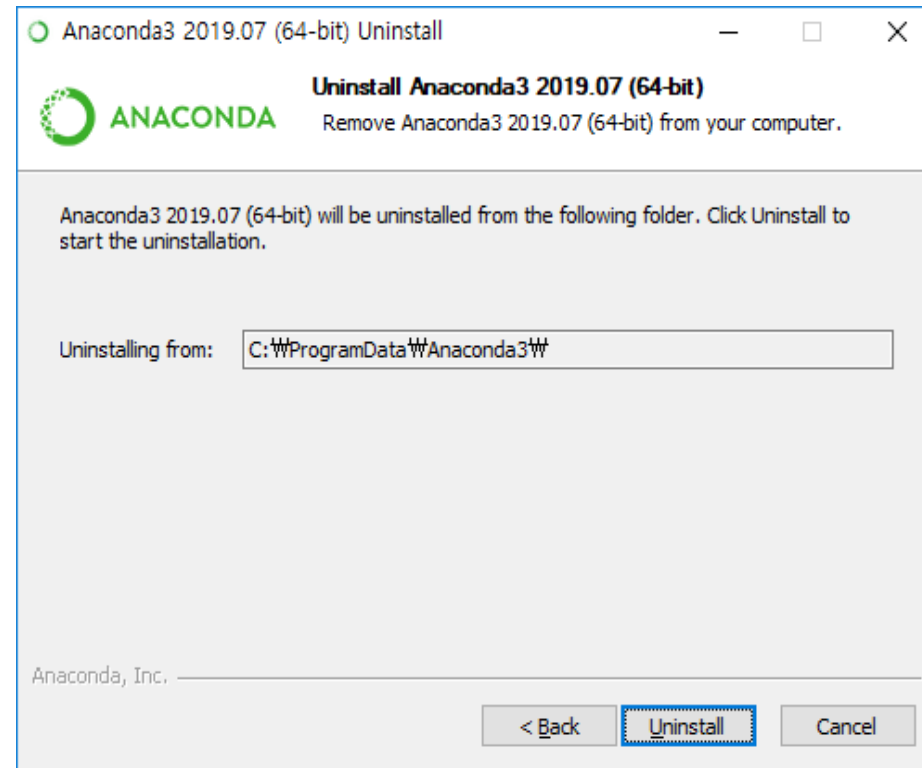 Anaconda3 2019.07 (64-bit) Uninstall
ANACONDA
Uninstall Anaconda3 2019.07 (64-bit)
Remove Anaconda3 2019.07 (64-bit) from your computer.
Anaconda3 2019.07 (64-bit) will be uninstalled from the following folder. Click Uninstall to
start the uninstallation.
Uninstalling from: C:₩ProgramData₩Anaconda3₩
Anaconda, Inc.
< Back Uninstall Cancel